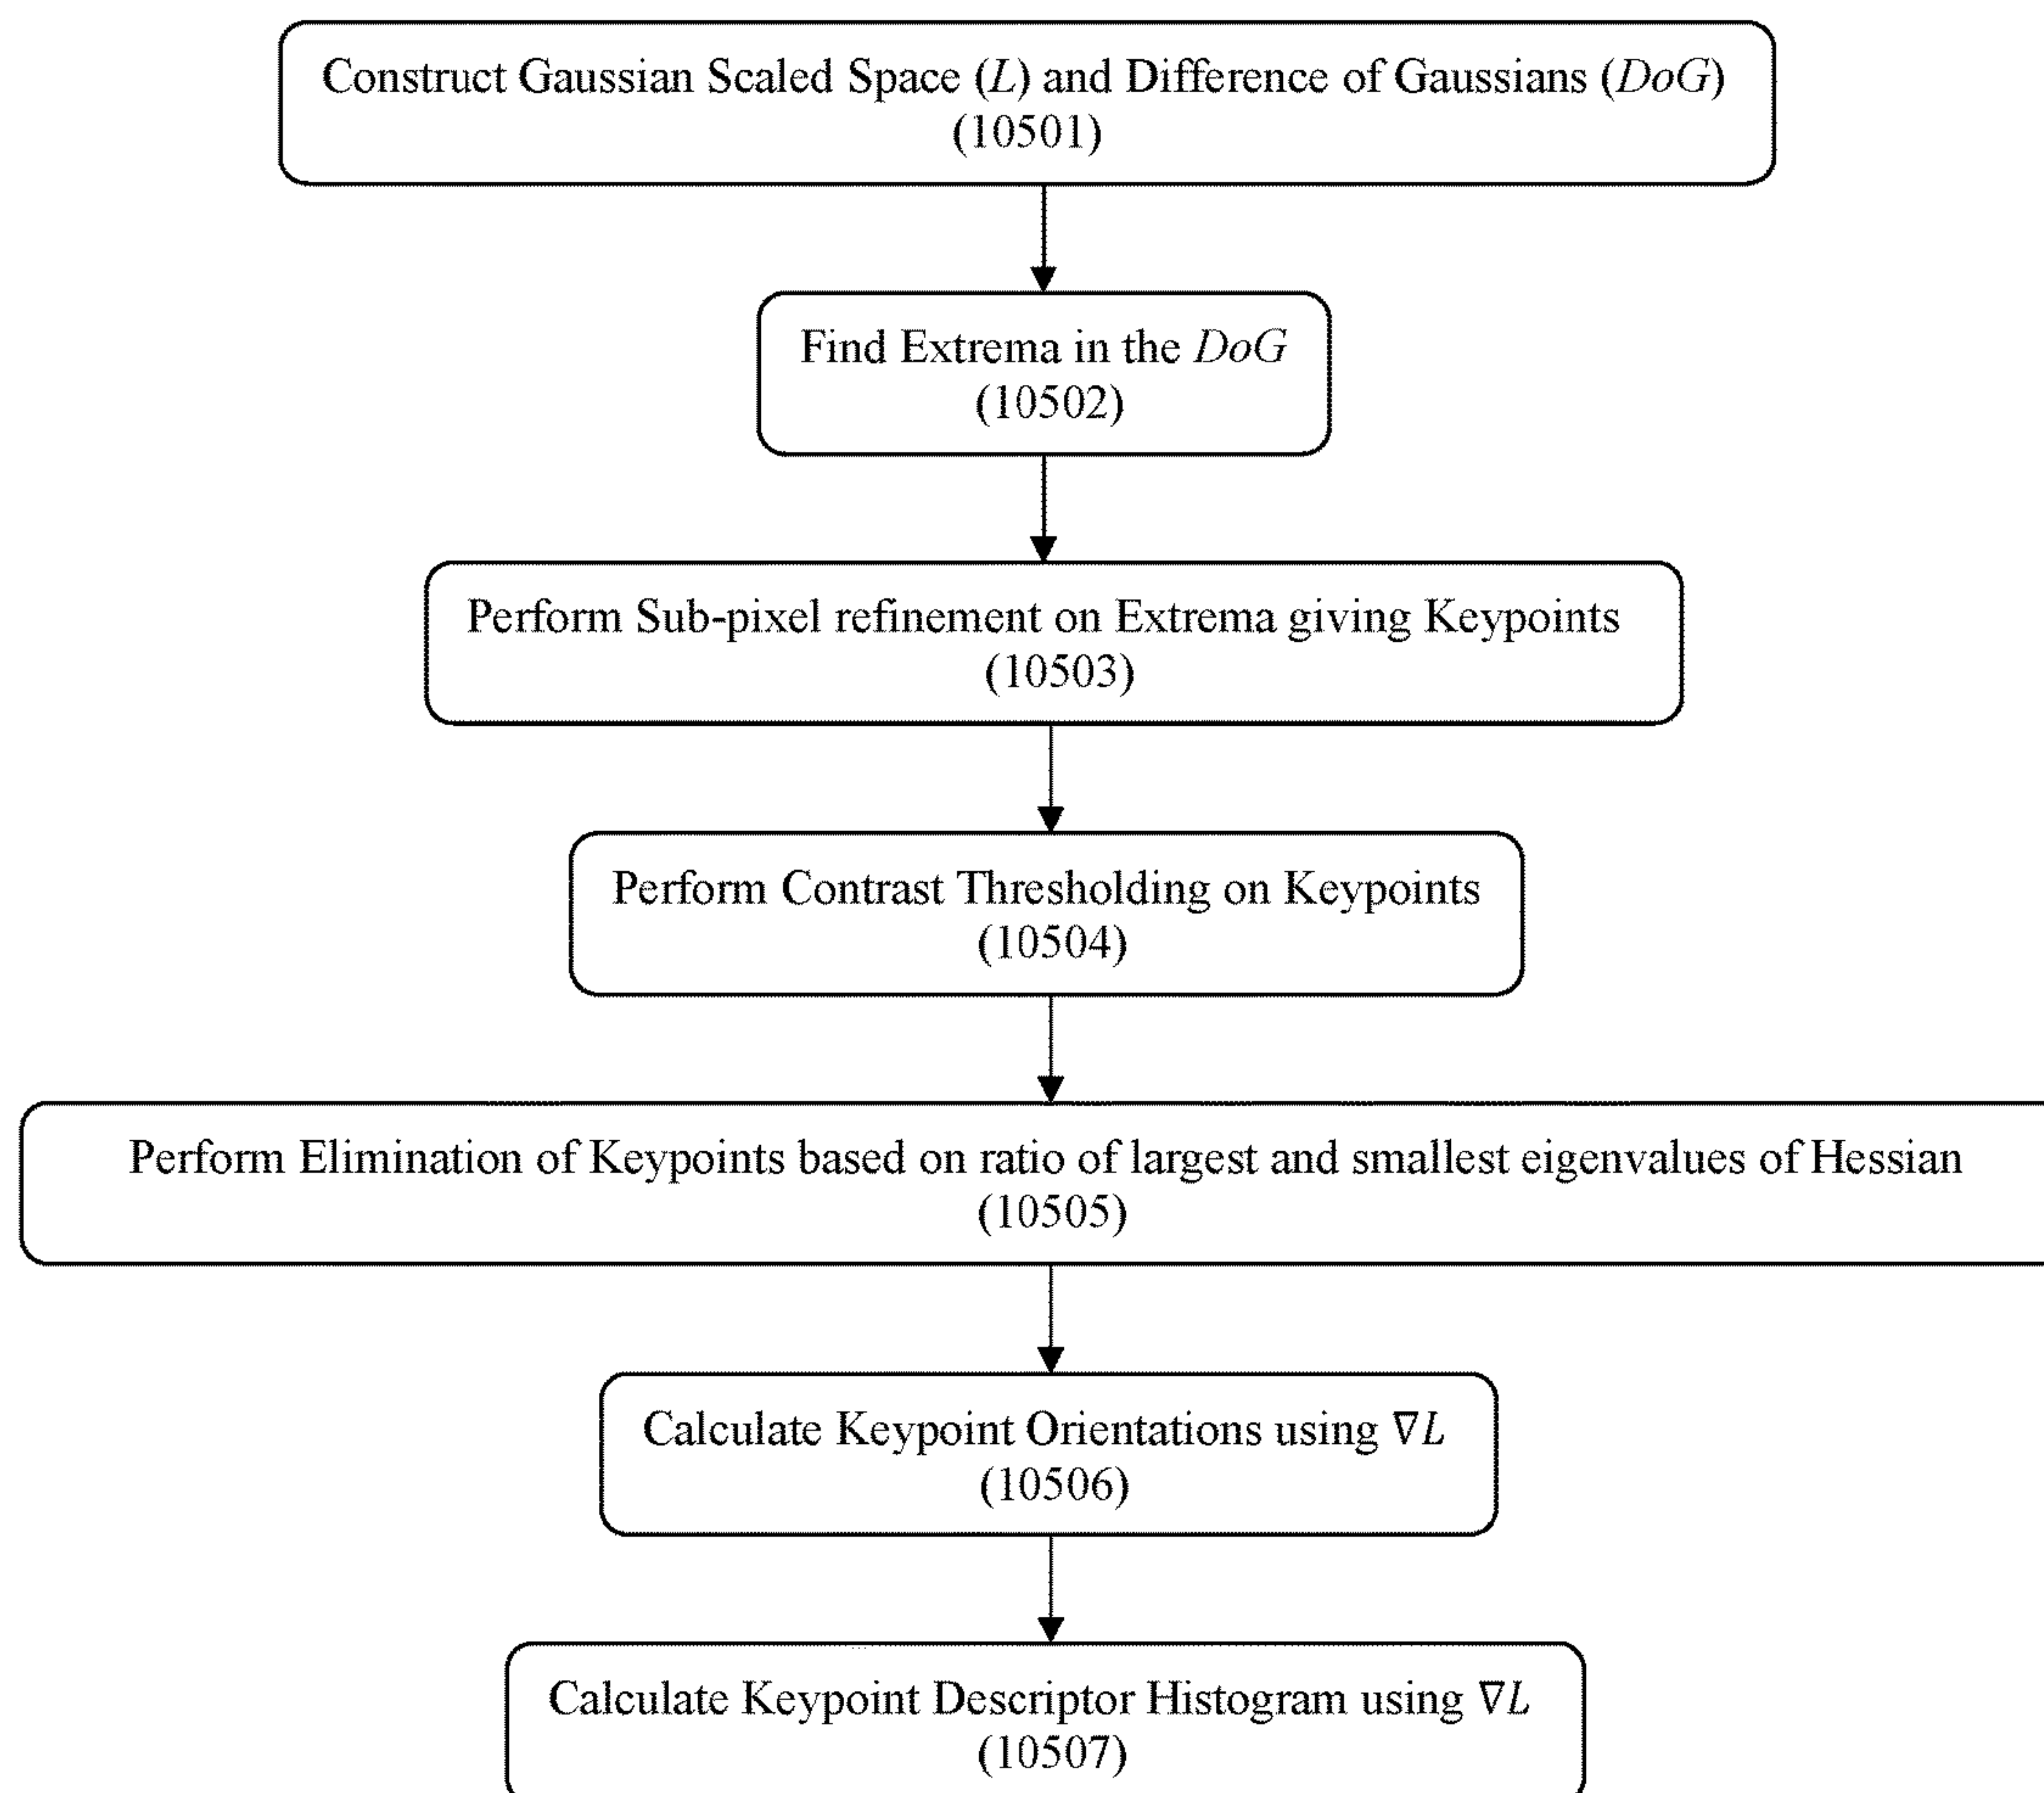 Construct Gaussian Scaled Space (L) and Difference of Gaussians (DoG)
(10501)
Find Extrema in the DoG
(10502)
Perform Sub-pixel refinement on Extrema giving Keypoints
(10503)
Perform Contrast Thresholding on Keypoints
(10504)
Perform Elimination of Keypoints based on ratio of largest and smallest eigenvalues of Hessian
(10505)
Calculate Keypoint Orientations using ∇L
(10506)
Calculate Keypoint Descriptor Histogram using ∇L
(10507)